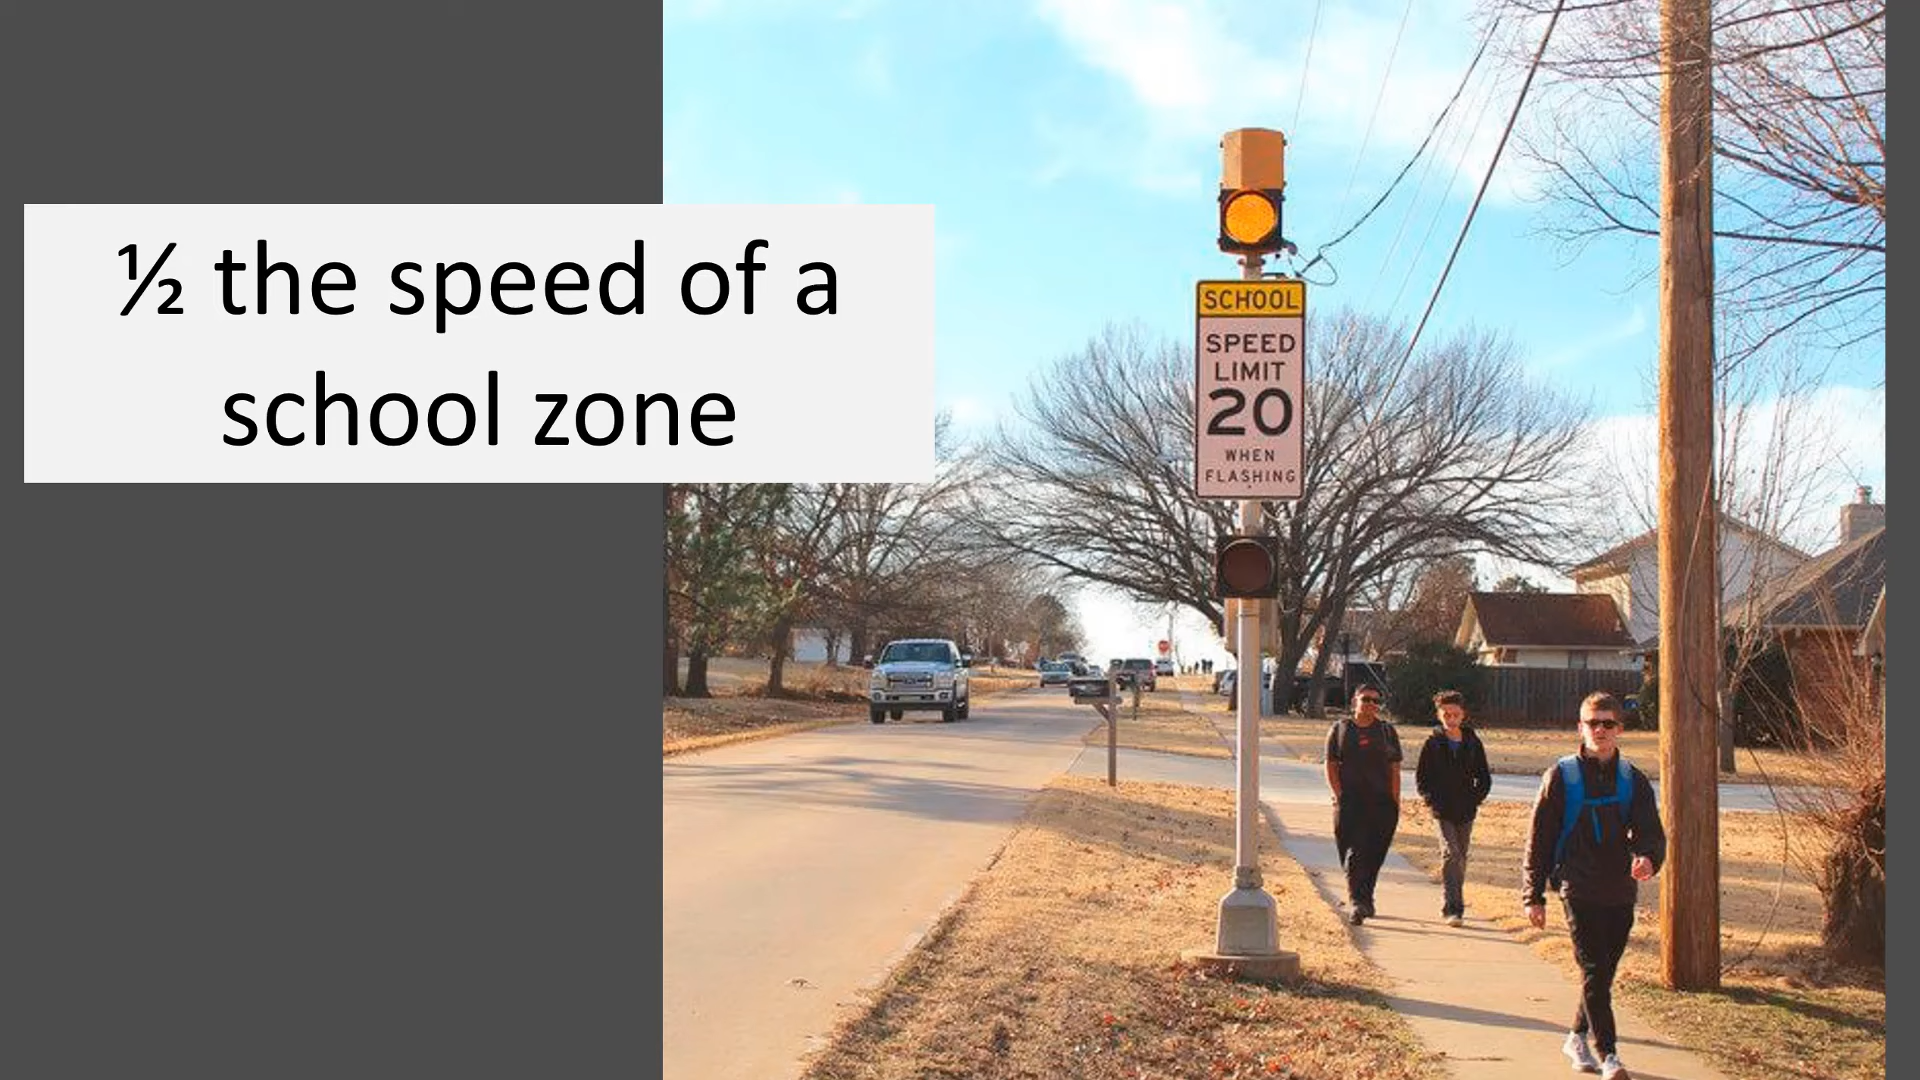 ½ the speed of a
school zone
SCHOOL
SPEED
LIMIT
20
WHEN
FLASHING